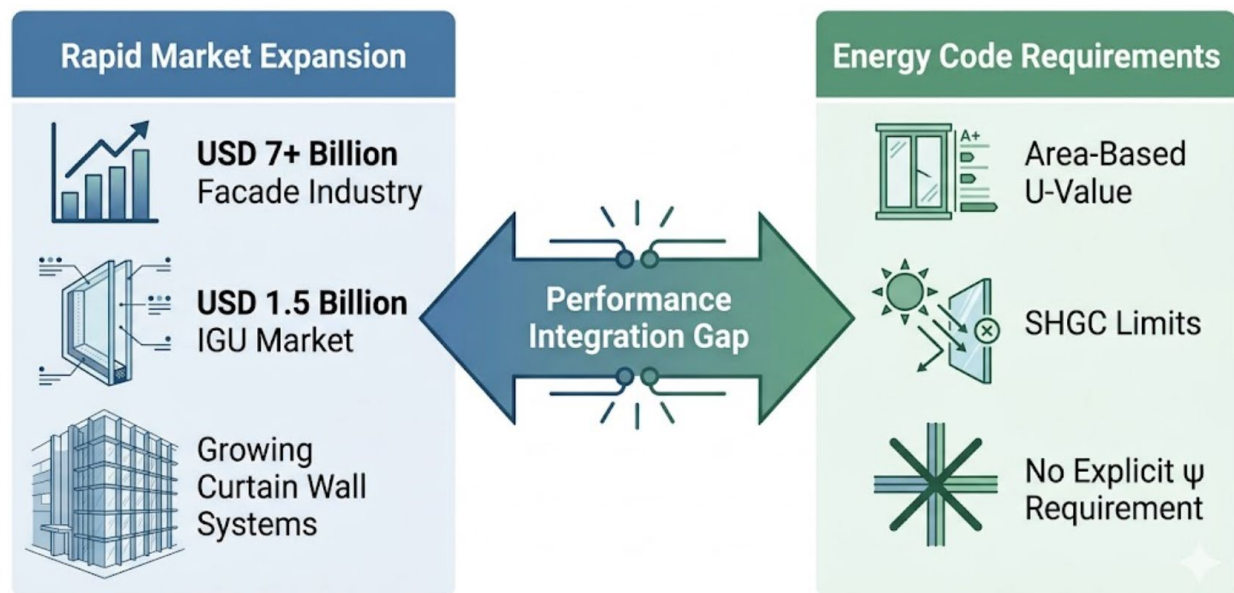 Rapid Market Expansion
USD 7+ Billion
Facade Industry
USD 1.5 Billion
IGU Market
Growing
Curtain Wall
Systems
Performance
Integration Gap
Energy Code Requirements
A+
Area-Based
U-Value
SHGC Limits
No Explicit ψ
Requirement